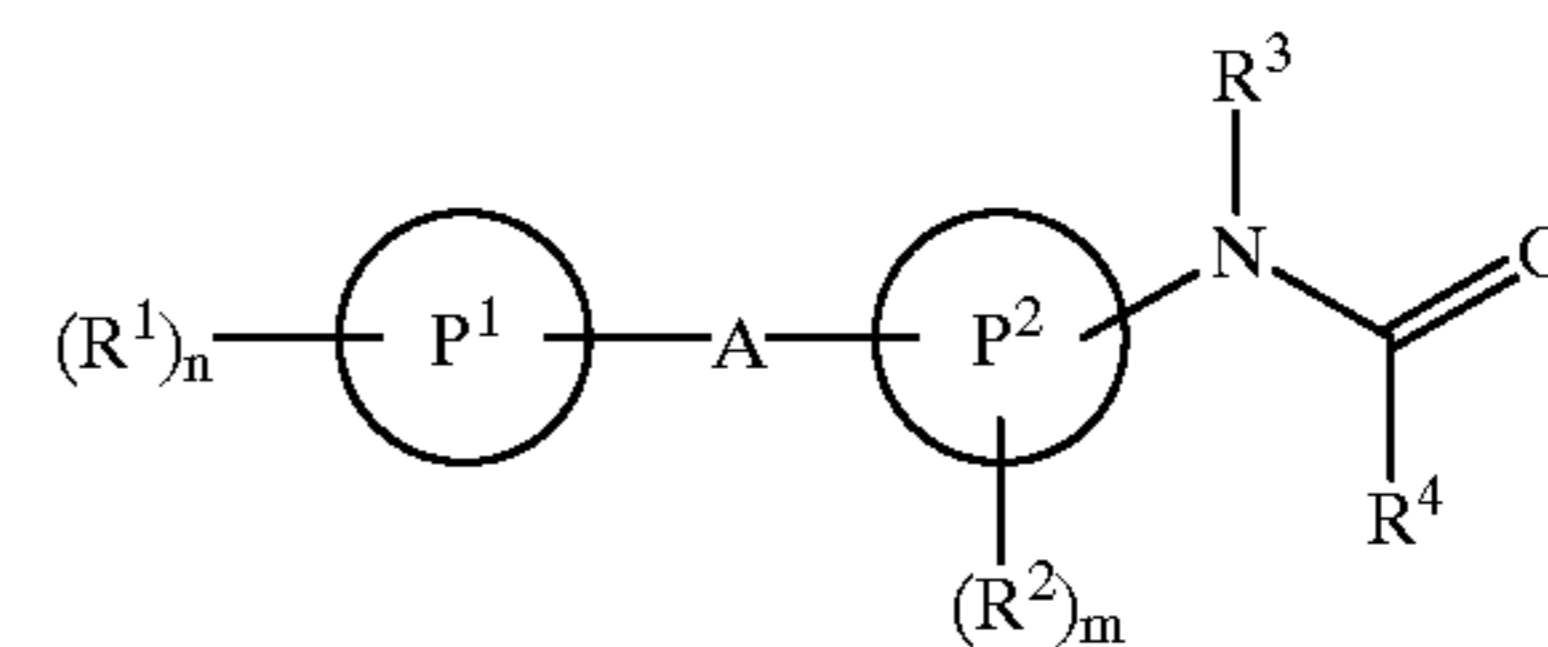 R³
N
(R¹)ₙ P¹ A P²
R⁴
(R²)ₘ